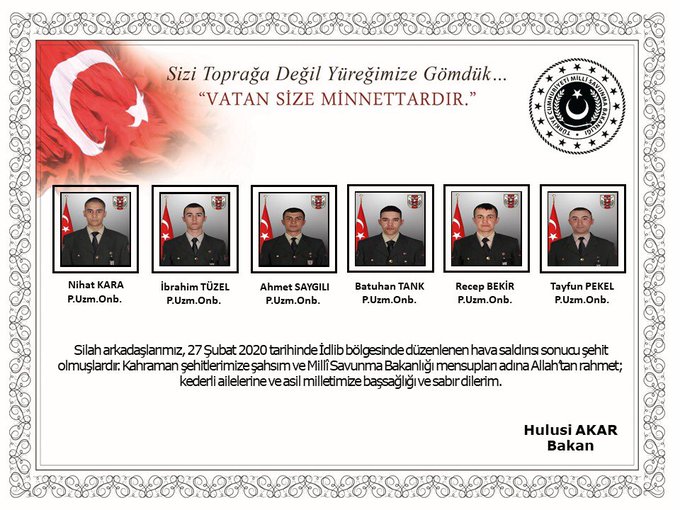 Sizi Toprağa Değil Yüreğimize Gömdük...
“VATAN SİZE MİNNETTARDIR.”
TÜRKİYE CUMHURİYETİ MİLLÎ SAVUNMA BAKANLIĞI
Nihat KARA
P.Uzm.Onb.
İbrahim TÜZEL
P.Uzm.Onb.
Ahmet SAYGILI
P.Uzm.Onb.
Batuhan TANK
P.Uzm.Onb.
Recep BEKİR
P.Uzm.Onb.
Tayfun PEKEL
P.Uzm.Onb.
Silah arkadaşlarımız, 27 Şubat 2020 tarihinde İdlib bölgesinde düzenlenen hava saldırısı sonucu şehit
olmuşlardır. Kahraman şehitlerimize şahsım ve Millî Savunma Bakanlığı mensupları adına Allah'tan rahmet;
kederli ailelerine ve asil milletimize başsağlığı ve sabır dilerim.
Hulusi AKAR
Bakan